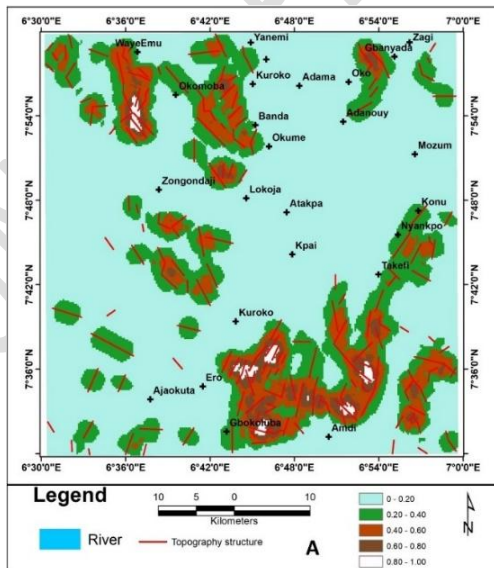 6°30'0"E 6°36'0"E 6°42'0"E 6°48'0"E 6°54'0"E 7°0'0"E
Yanemi Zagi
WayeEmu Gbanyada
Kuroko Adama Oko
Okomoba
7°54'0"N 7°54'0"N
Banda Adanouy
Okume
Mozum
Zongondaji
7°48'0"N Lokoja Konu 7°48'0"N
Atakpa
Nyankpo
Kpai
Taketi
7°42'0"N 7°42'0"N
Kuroko
7°36'0"N 7°36'0"N
Ero
Ajaokuta
Gbokoluba Amdi
6°30'0"E 6°36'0"E 6°42'0"E 6°48'0"E 6°54'0"E 7°0'0"E
Legend
10 5 0 10
Kilometers
River Topography structure A
0 - 0.20
0.20 - 0.40
0.40 - 0.60
0.60 - 0.80
0.80 - 1.00
N